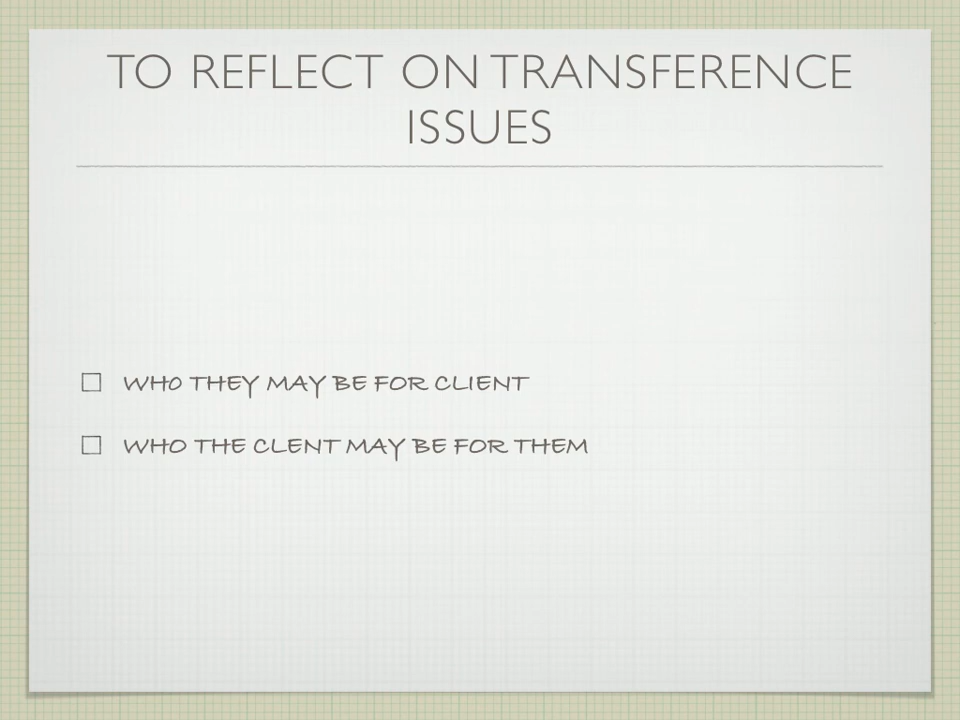 TO REFLECT ON TRANSFERENCE
ISSUES
WHO THEY MAY BE FOR CLIENT
WHO THE CLENT MAY BE FOR THEM